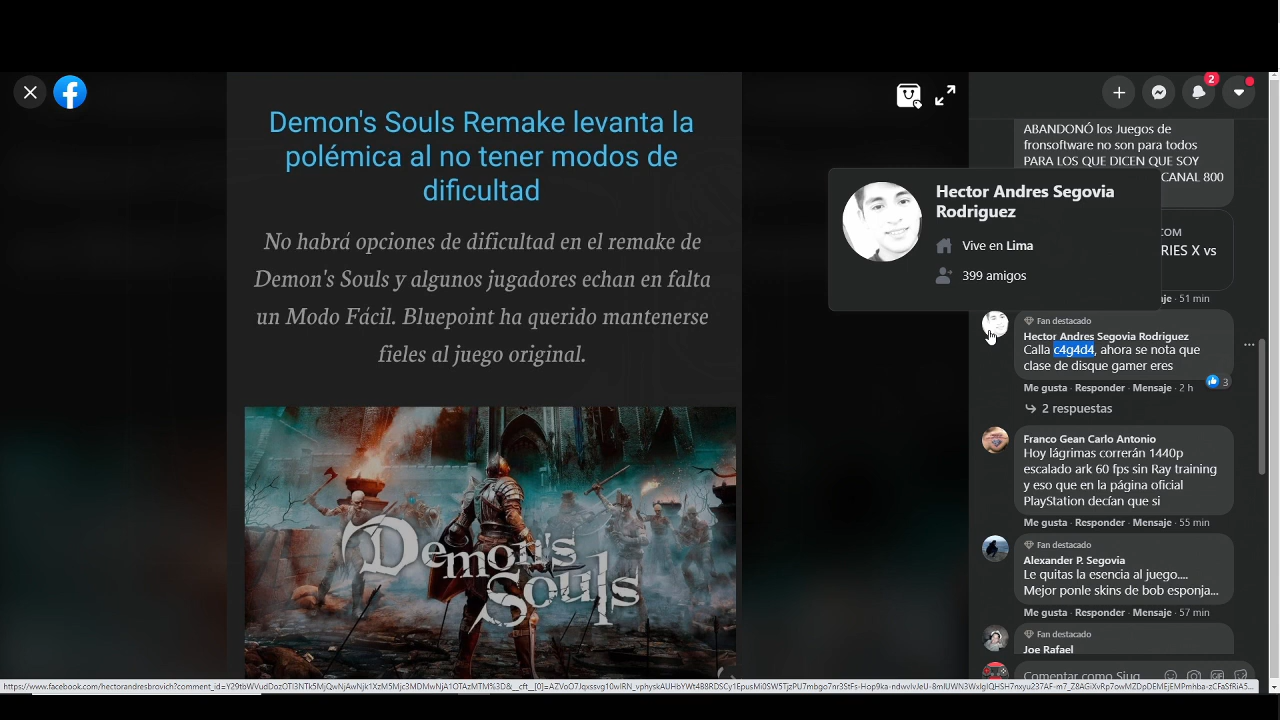 Demon's Souls Remake levanta la
polémica al no tener modos de
dificultad
No habrá opciones de dificultad en el remake de
Demon's Souls y algunos jugadores echan en falta
un Modo Fácil. Bluepoint ha querido mantenerse
fieles al juego original.
Demon's
Souls
2
ABANDONÓ los Juegos de
fronsoftware no son para todos
PARA LOS QUE DICEN QUE SOY
CANAL 800
Hector Andres Segovia
Rodriguez
Vive en Lima
399 amigos
COM
RIES X vs
je · 51 min
Fan destacado
Hector Andres Segovia Rodriguez
Calla c4g4d4, ahora se nota que
clase de disque gamer eres
Me gusta · Responder · Mensaje · 2 h
3
2 respuestas
Franco Gean Carlo Antonio
Hoy lágrimas correrán 1440p
escalado ark 60 fps sin Ray training
y eso que en la página oficial
PlayStation decían que si
Me gusta · Responder · Mensaje · 55 min
Fan destacado
Alexander P. Segovia
Le quitas la esencia al juego....
Mejor ponle skins de bob esponja...
Me gusta · Responder · Mensaje · 57 min
Fan destacado
Joe Rafael
Comentar como Siug